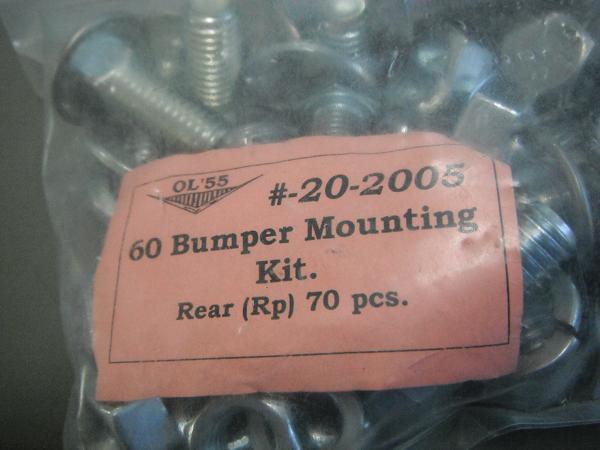 OL'55
#-20-2005
60 Bumper Mounting
Kit.
Rear (Rp) 70 pcs.